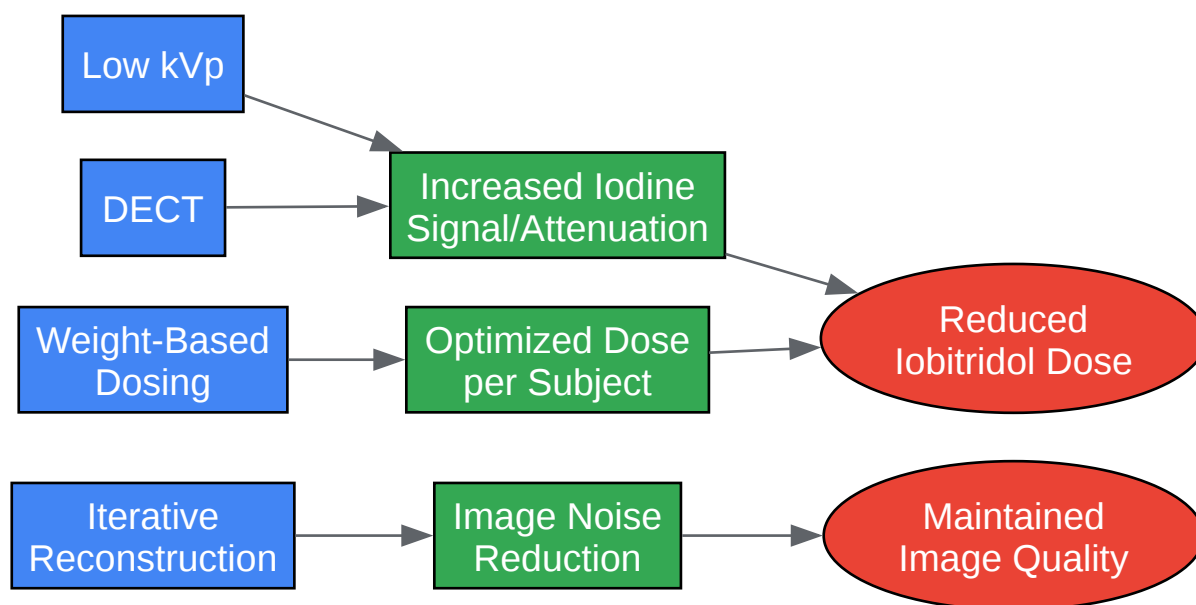 Low kVp
DECT
Increased Iodine
Signal/Attenuation
Weight-Based
Dosing
Optimized Dose
per Subject
Reduced
Iobitridol Dose
Iterative
Reconstruction
Image Noise
Reduction
Maintained
Image Quality